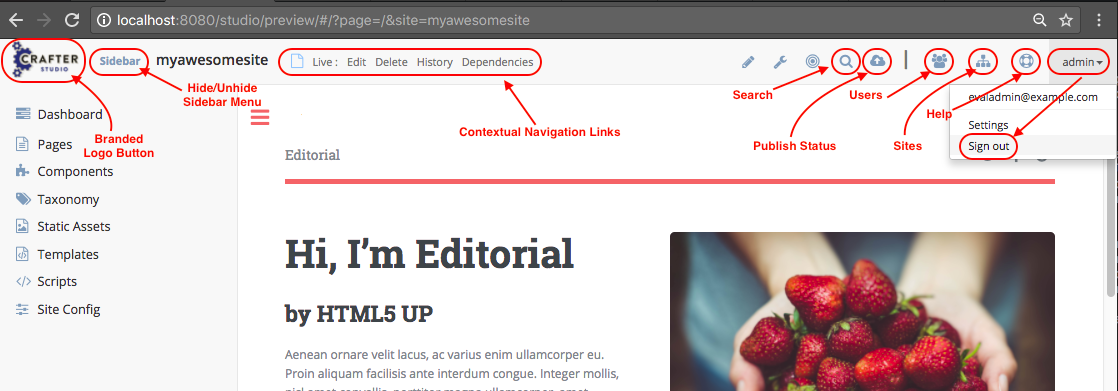 localhost:8080/studio/preview/#/?page=/&site=myawesomesite
CRAFTER
STUDIO
Sidebar
myawesomesite
Live : Edit Delete History Dependencies
admin
Hide/Unhide
Sidebar Menu
Search
Users
Help
evaladmin@example.com
Settings
Sign out
Branded
Logo Button
Contextual Navigation Links
Publish Status
Sites
Dashboard
Pages
Components
Taxonomy
Static Assets
Templates
Scripts
Site Config
Editorial
Hi, I’m Editorial
by HTML5 UP
Aenean ornare velit lacus, ac varius enim ullamcorper eu.
Proin aliquam facilisis ante interdum congue. Integer mollis,